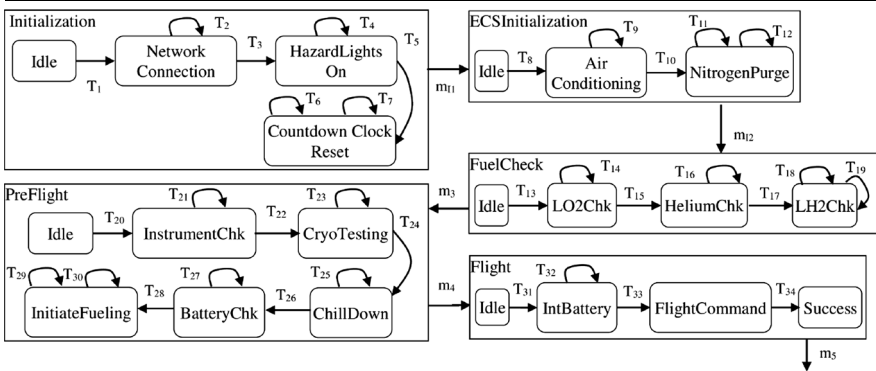 Initialization
T2
T4
Idle
T1
Network
Connection
T3
HazardLights
On
T5
T6
T7
Countdown Clock
Reset
mI1
ECSInitialization
T9
T11
T12
Idle
T8
Air
Conditioning
T10
NitrogenPurge
mI2
FuelCheck
T14
T16
T18
T19
Idle
T13
LO2Chk
T15
HeliumChk
T17
LH2Chk
m3
PreFlight
T21
T23
Idle
T20
InstrumentChk
T22
CryoTesting
T24
T29
T30
T27
T25
InitiateFueling
T28
BatteryChk
T26
ChillDown
m4
Flight
T32
Idle
T31
IntBattery
T33
FlightCommand
T34
Success
m5